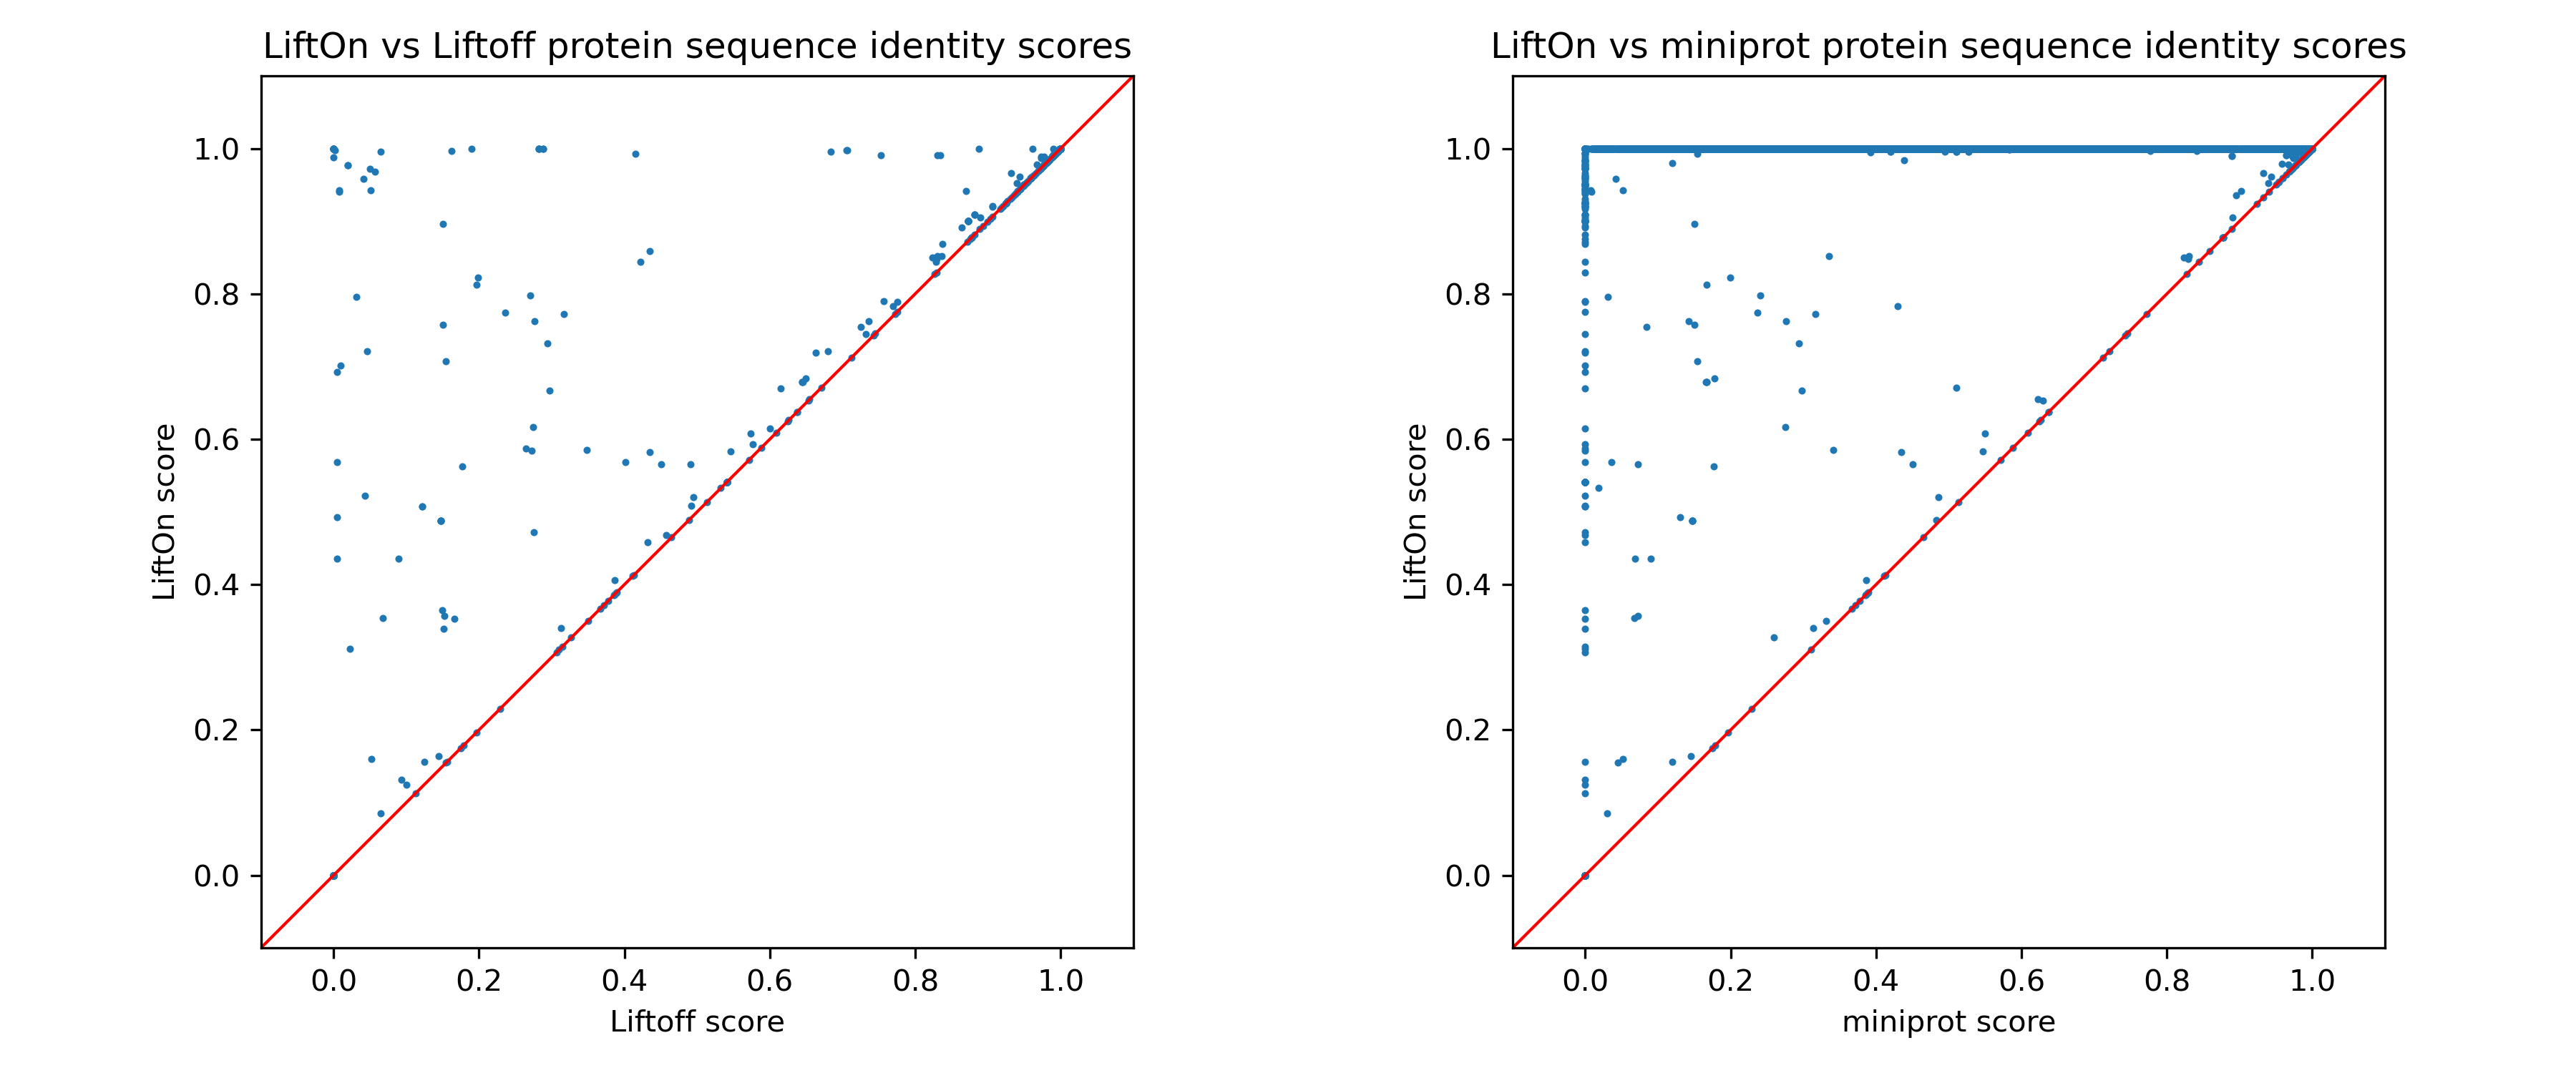 LiftOn vs Liftoff protein sequence identity scores
1.0
0.8
0.6
0.4
0.2
0.0
LiftOn score
0.0 0.2 0.4 0.6 0.8 1.0
Liftoff score
LiftOn vs miniprot protein sequence identity scores
1.0
0.8
0.6
0.4
0.2
0.0
LiftOn score
0.0 0.2 0.4 0.6 0.8 1.0
miniprot score